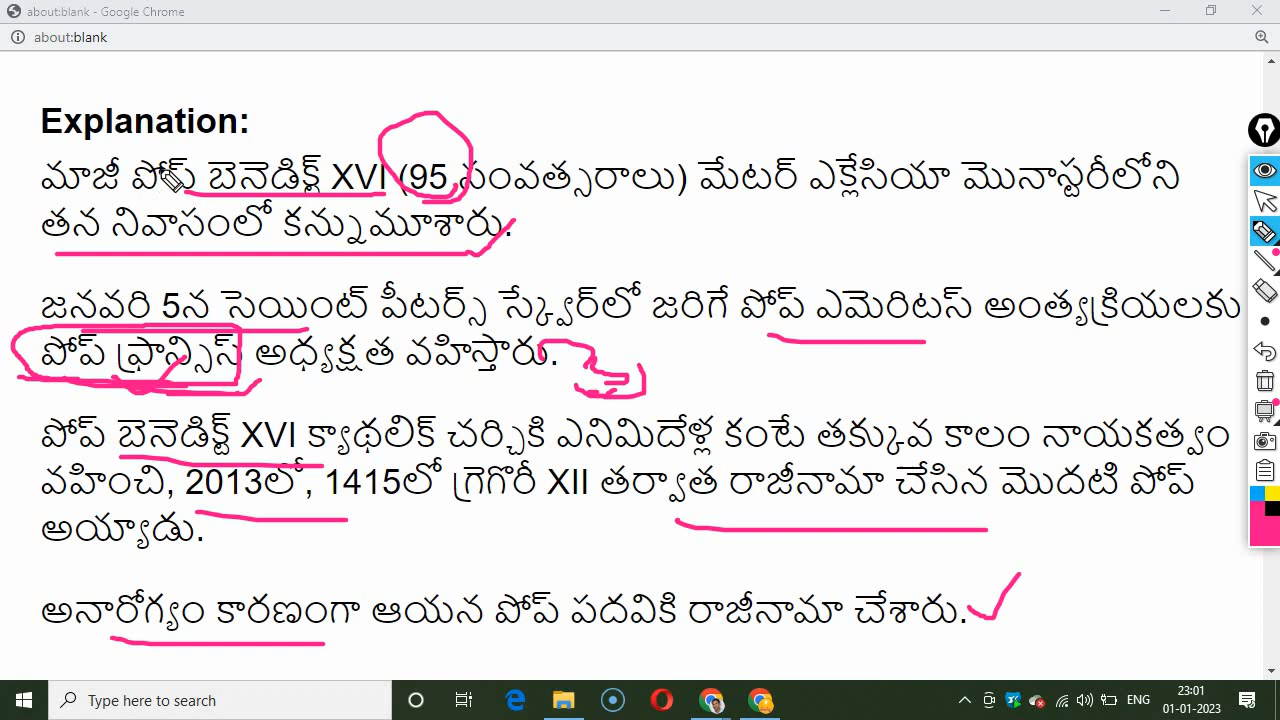 about:blank - Google Chrome
about:blank
Explanation:
మాజీ పోప్ బెనెడిక్ట్ XVI (95 సంవత్సరాలు) మేటర్ ఎక్లేసియా మొనాస్టరీలోని
తన నివాసంలో కన్నుమూశారు.
జనవరి 5న సెయింట్ పీటర్స్ స్క్వేర్‌లో జరిగే పోప్ ఎమెరిటస్ అంత్యక్రియలకు
పోప్ ఫ్రాన్సిస్ అధ్యక్షత వహిస్తారు.
పోప్ బెనెడిక్ట్ XVI క్యాథలిక్ చర్చికి ఎనిమిదేళ్ల కంటే తక్కువ కాలం నాయకత్వం
వహించి, 2013లో, 1415లో గ్రెగొరీ XII తర్వాత రాజీనామా చేసిన మొదటి పోప్
అయ్యాడు.
అనారోగ్యం కారణంగా ఆయన పోప్ పదవికి రాజీనామా చేశారు.
Type here to search
ENG
23:01
01-01-2023